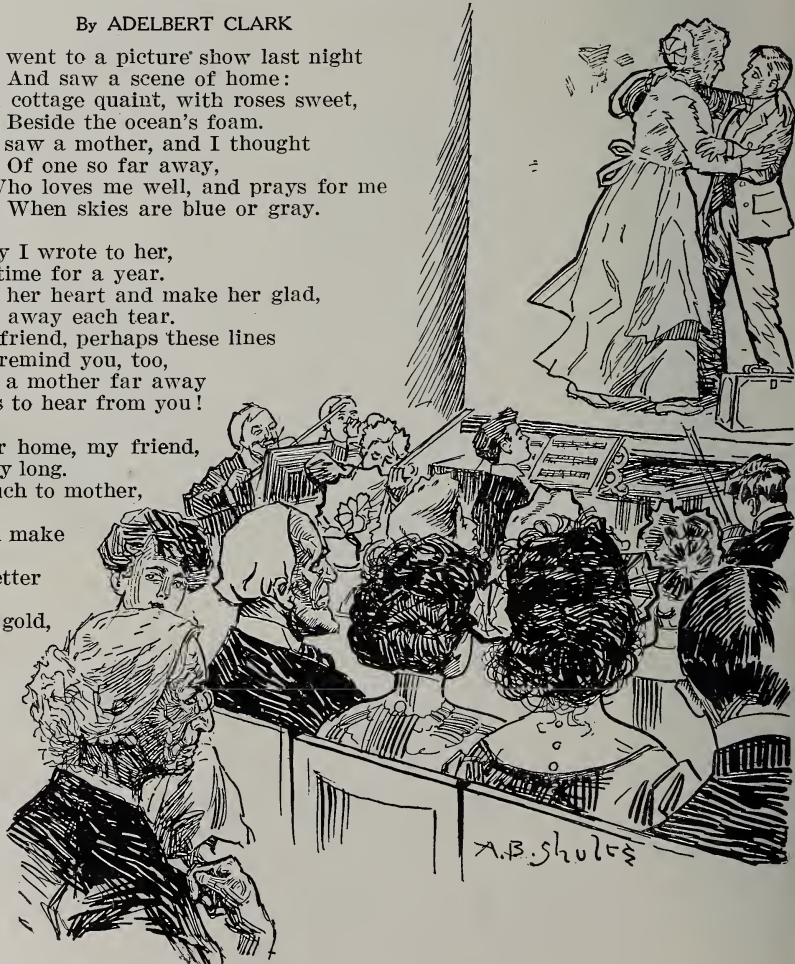 By ADELBERT CLARK
went to a picture show last night
And saw a scene of home:
cottage quaint, with roses sweet,
Beside the ocean's foam.
saw a mother, and I thought
Of one so far away,
Who loves me well, and prays for me
When skies are blue or gray.
y I wrote to her,
time for a year.
her heart and make her glad,
away each tear.
friend, perhaps these lines
remind you, too,
a mother far away
s to hear from you!
r home, my friend,
y long.
uch to mother,
make
etter
gold,
A.B. Shults